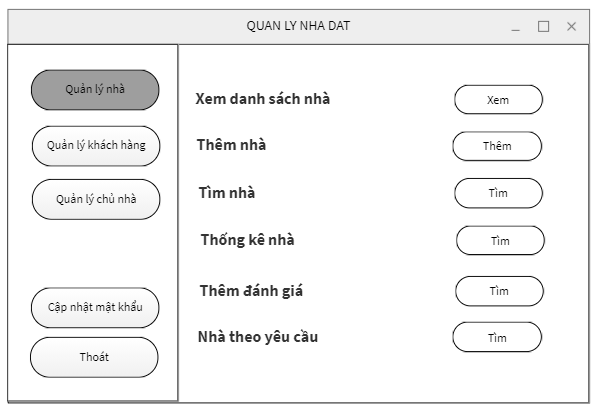 QUAN LY NHA DAT
Quản lý nhà
Quản lý khách hàng
Quản lý chủ nhà
Cập nhật mật khẩu
Thoát
Xem danh sách nhà
Xem
Thêm nhà
Thêm
Tìm nhà
Tìm
Thống kê nhà
Tìm
Thêm đánh giá
Tìm
Nhà theo yêu cầu
Tìm